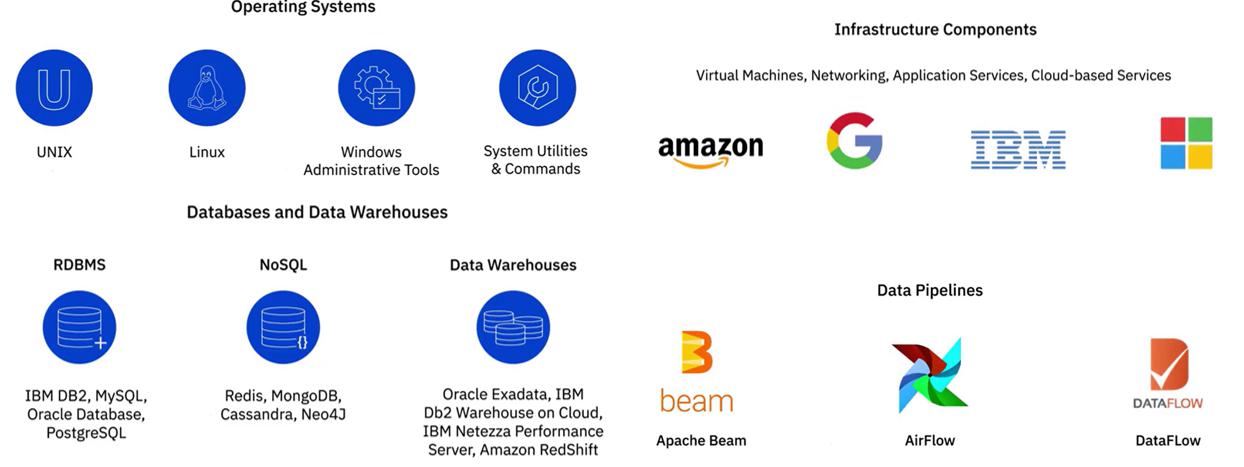 Operating Systems
UNIX
Linux
Windows
Administrative Tools
System Utilities
& Commands
Databases and Data Warehouses
RDBMS
IBM DB2, MySQL,
Oracle Database,
PostgreSQL
NoSQL
{}
Redis, MongoDB,
Cassandra, Neo4J
Data Warehouses
Oracle Exadata, IBM
Db2 Warehouse on Cloud,
IBM Netezza Performance
Server, Amazon RedShift
Infrastructure Components
Virtual Machines, Networking, Application Services, Cloud-based Services
amazon
G
IBM
Data Pipelines
B
beam
Apache Beam
AirFlow
DATAFLOW
DataFLow